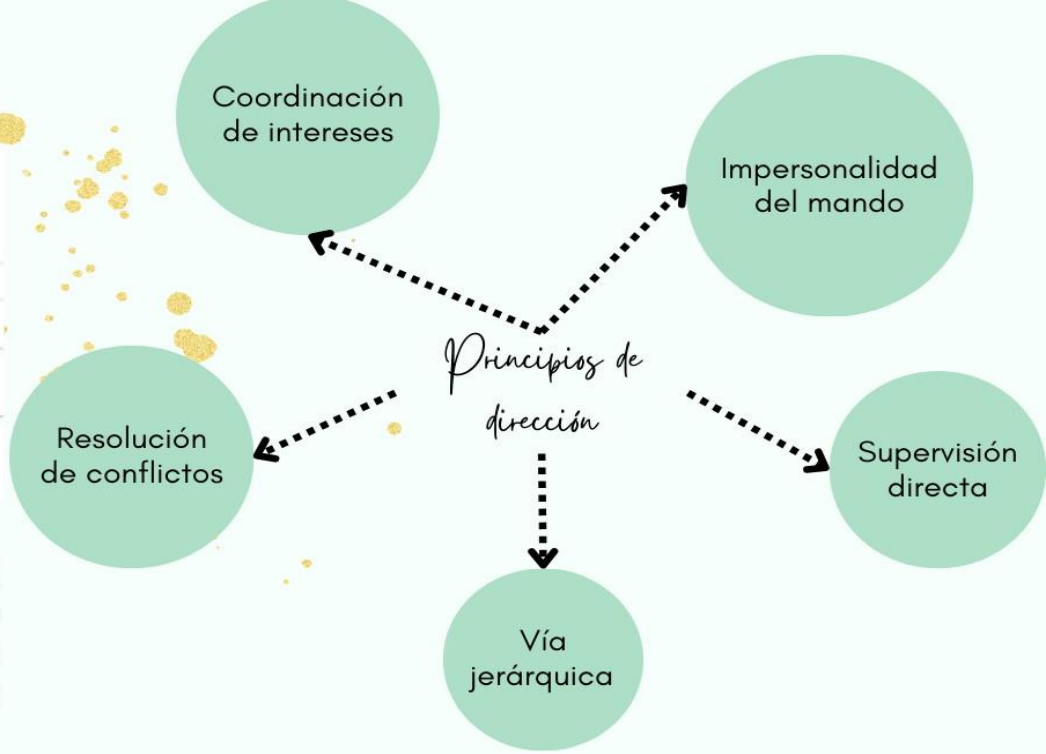 Coordinación
de intereses
Impersonalidad
del mando
Principios de
dirección
Resolución
de conflictos
Supervisión
directa
Vía
jerárquica